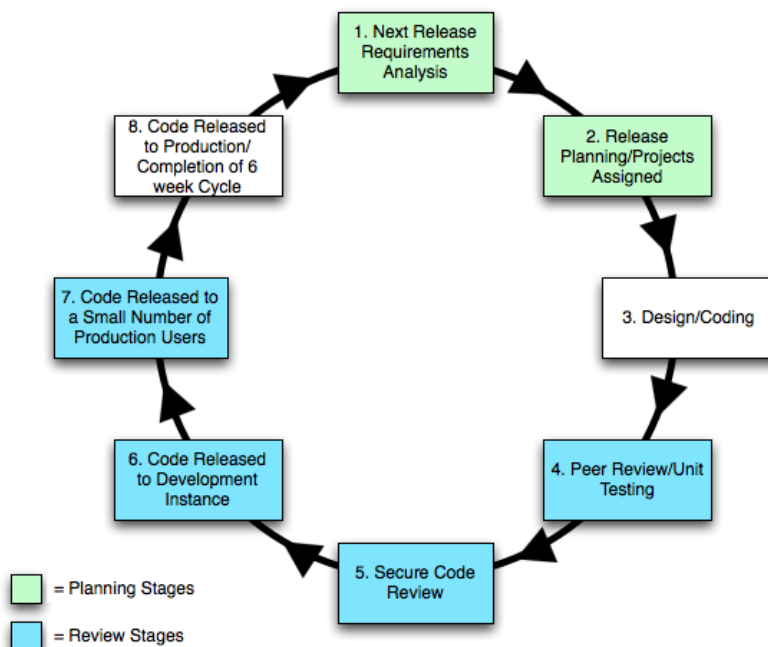 1. Next Release
Requirements
Analysis
2. Release
Planning/Projects
Assigned
3. Design/Coding
4. Peer Review/Unit
Testing
5. Secure Code
Review
6. Code Released
to Development
Instance
7. Code Released to
a Small Number of
Production Users
8. Code Released
to Production/
Completion of 6
week Cycle
= Planning Stages
= Review Stages